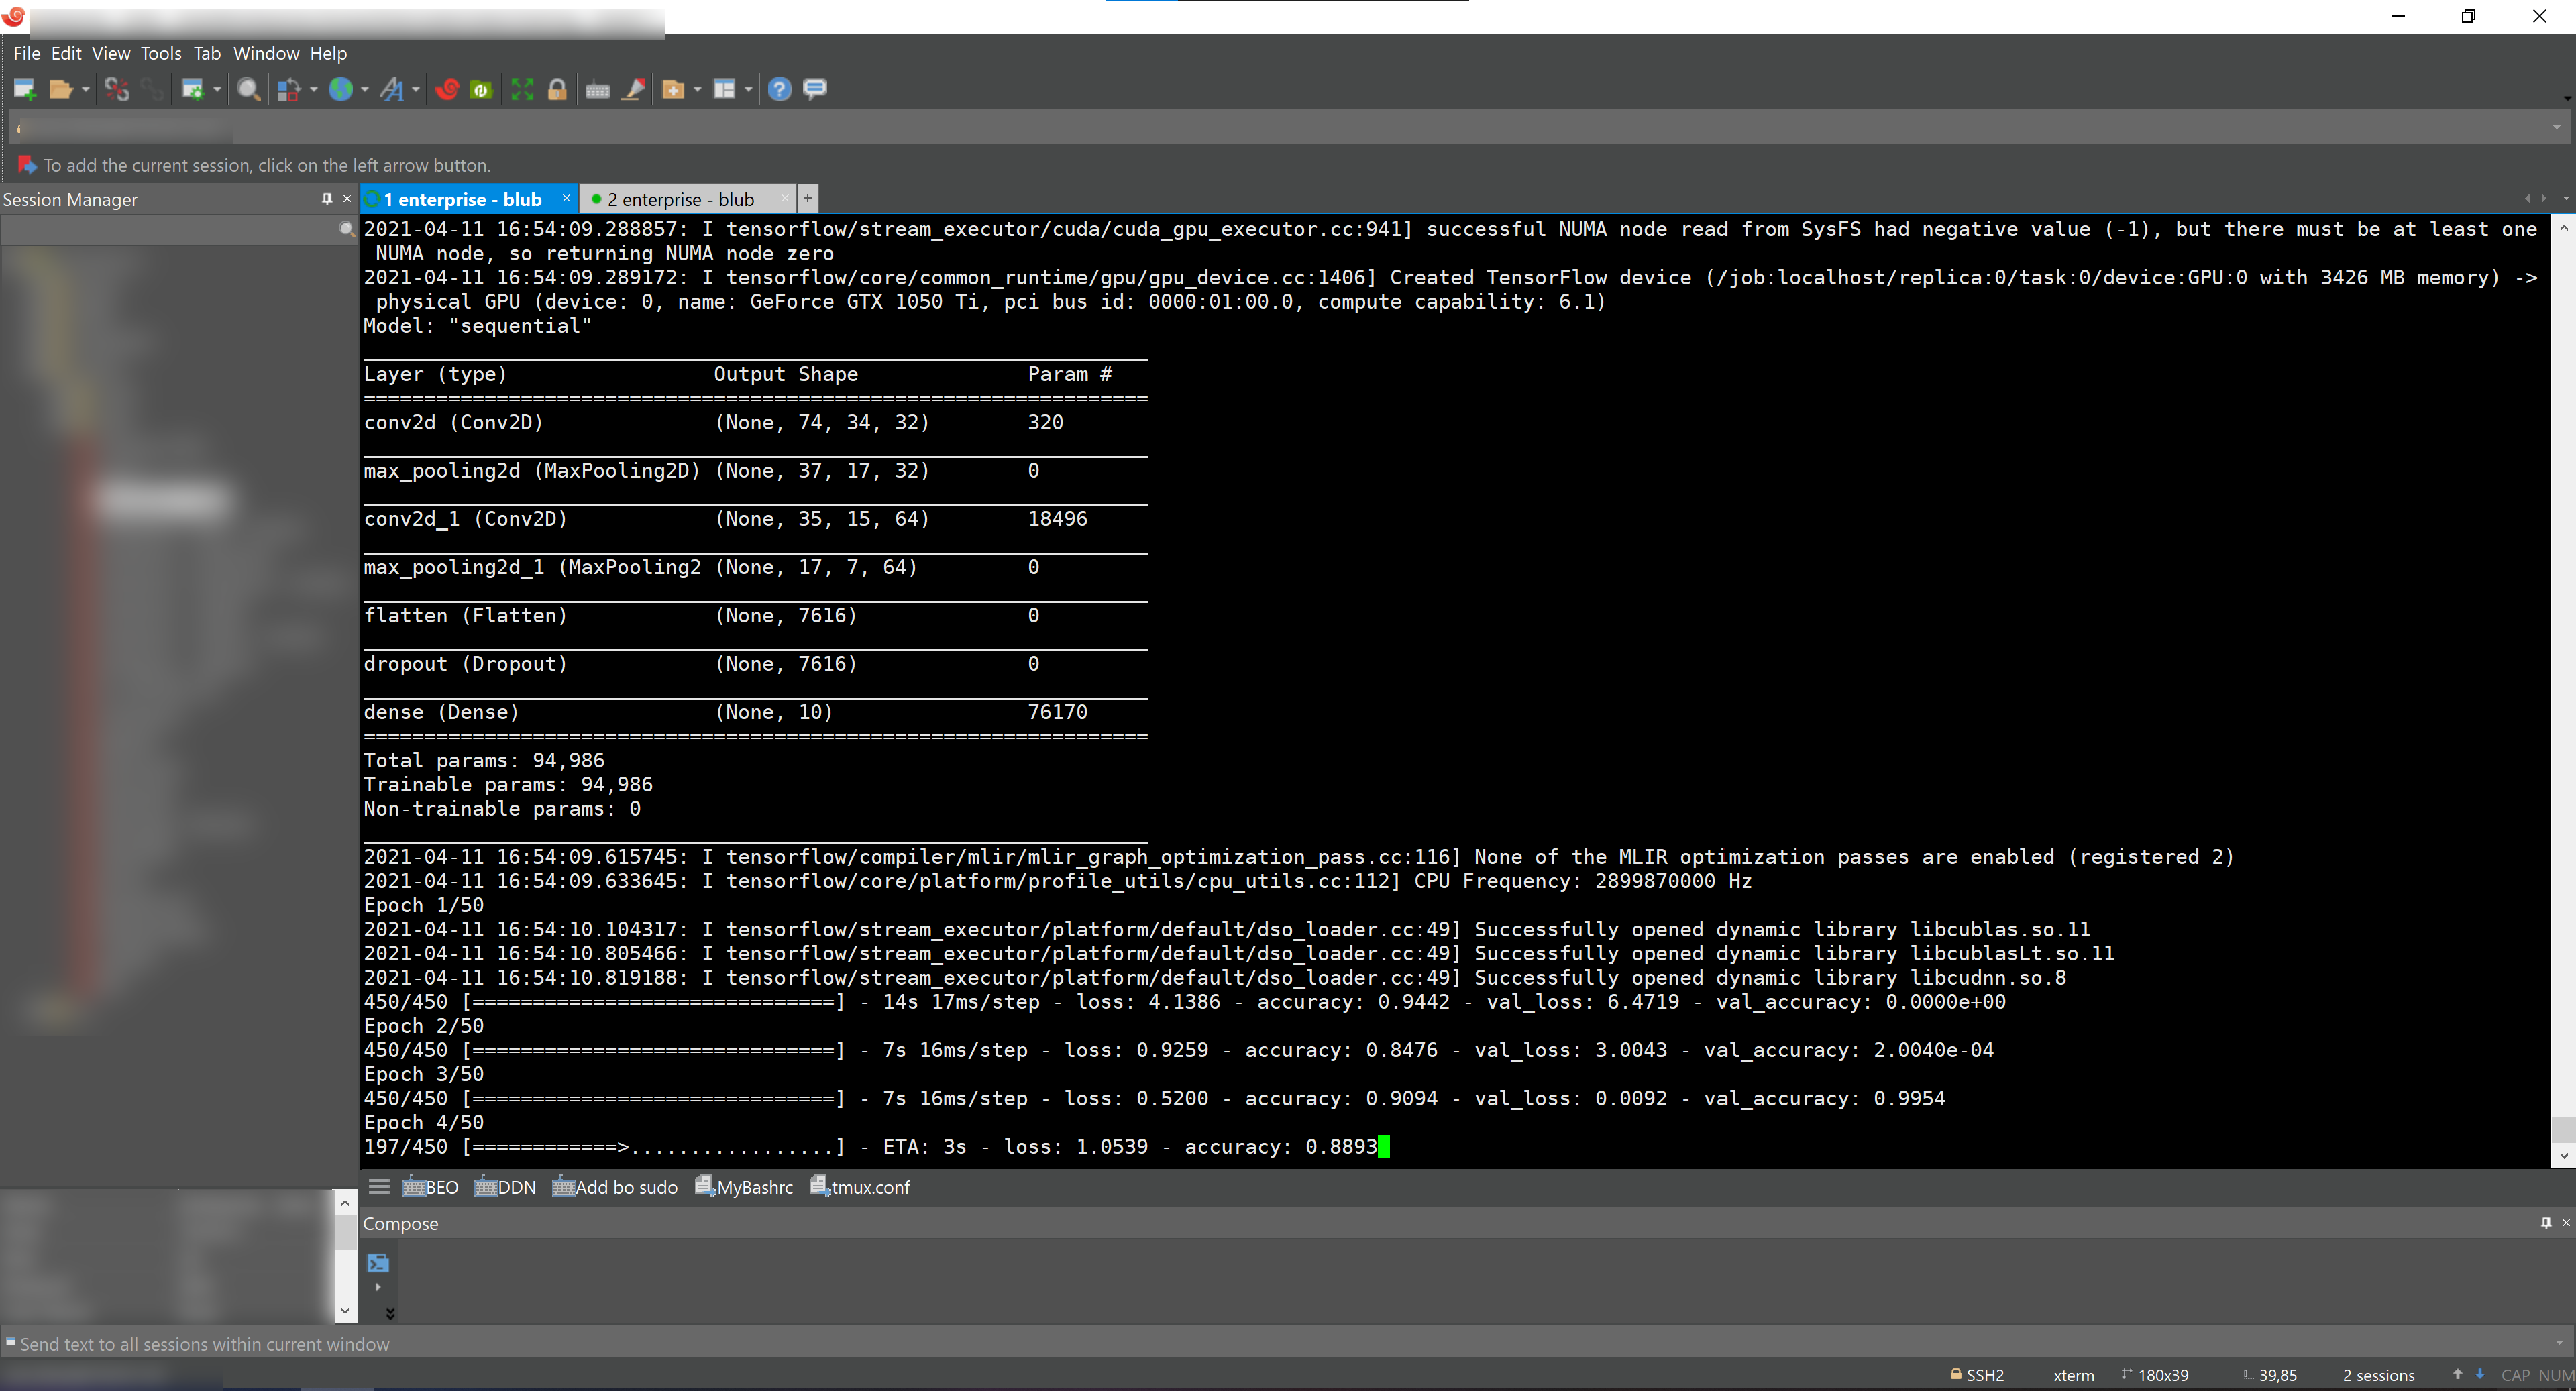 File Edit View Tools Tab Window Help
To add the current session, click on the left arrow button.
Session Manager
1 enterprise - blub
2 enterprise - blub
2021-04-11 16:54:09.288857: I tensorflow/stream_executor/cuda/cuda_gpu_executor.cc:941] successful NUMA node read from SysFS had negative value (-1), but there must be at least one
NUMA node, so returning NUMA node zero
2021-04-11 16:54:09.289172: I tensorflow/core/common_runtime/gpu/gpu_device.cc:1406] Created TensorFlow device (/job:localhost/replica:0/task:0/device:GPU:0 with 3426 MB memory) ->
physical GPU (device: 0, name: GeForce GTX 1050 Ti, pci bus id: 0000:01:00.0, compute capability: 6.1)
Model: "sequential"
Layer (type) Output Shape Param #
=================================================================
conv2d (Conv2D) (None, 74, 34, 32) 320
max_pooling2d (MaxPooling2D) (None, 37, 17, 32) 0
conv2d_1 (Conv2D) (None, 35, 15, 64) 18496
max_pooling2d_1 (MaxPooling2 (None, 17, 7, 64) 0
flatten (Flatten) (None, 7616) 0
dropout (Dropout) (None, 7616) 0
dense (Dense) (None, 10) 76170
=================================================================
Total params: 94,986
Trainable params: 94,986
Non-trainable params: 0
2021-04-11 16:54:09.615745: I tensorflow/compiler/mlir/mlir_graph_optimization_pass.cc:116] None of the MLIR optimization passes are enabled (registered 2)
2021-04-11 16:54:09.633645: I tensorflow/core/platform/profile_utils/cpu_utils.cc:112] CPU Frequency: 2899870000 Hz
Epoch 1/50
2021-04-11 16:54:10.104317: I tensorflow/stream_executor/platform/default/dso_loader.cc:49] Successfully opened dynamic library libcublas.so.11
2021-04-11 16:54:10.805466: I tensorflow/stream_executor/platform/default/dso_loader.cc:49] Successfully opened dynamic library libcublasLt.so.11
2021-04-11 16:54:10.819188: I tensorflow/stream_executor/platform/default/dso_loader.cc:49] Successfully opened dynamic library libcudnn.so.8
450/450 [==============================] - 14s 17ms/step - loss: 4.1386 - accuracy: 0.9442 - val_loss: 6.4719 - val_accuracy: 0.0000e+00
Epoch 2/50
450/450 [==============================] - 7s 16ms/step - loss: 0.9259 - accuracy: 0.8476 - val_loss: 3.0043 - val_accuracy: 2.0040e-04
Epoch 3/50
450/450 [==============================] - 7s 16ms/step - loss: 0.5200 - accuracy: 0.9094 - val_loss: 0.0092 - val_accuracy: 0.9954
Epoch 4/50
197/450 [============>.................] - ETA: 3s - loss: 1.0539 - accuracy: 0.8893
BEO DDN Add bo sudo MyBashrc tmux.conf
Compose
Send text to all sessions within current window
SSH2 xterm 180x39 39,85 2 sessions CAP NUM